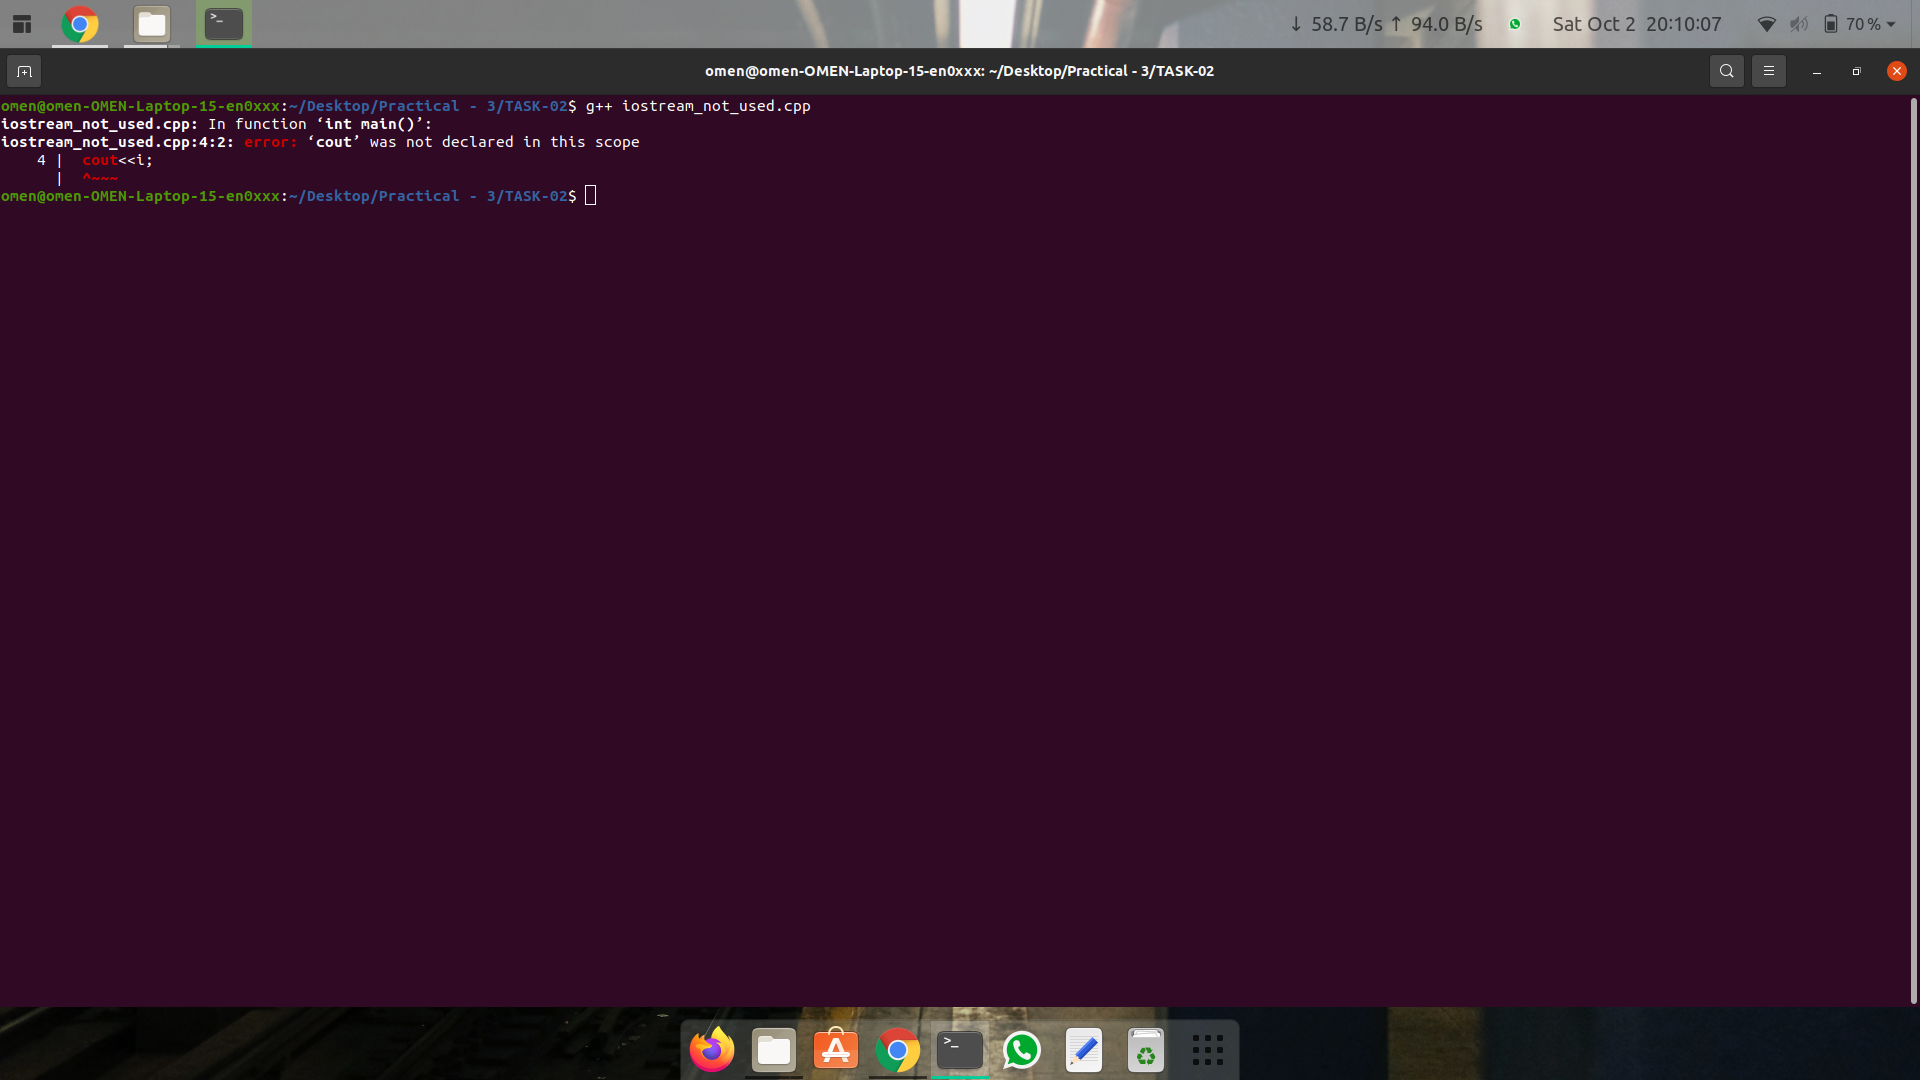 ↓ 58.7 B/s ↑ 94.0 B/s Sat Oct 2 20:10:07 70 %
omen@omen-OMEN-Laptop-15-en0xxx: ~/Desktop/Practical - 3/TASK-02
omen@omen-OMEN-Laptop-15-en0xxx:~/Desktop/Practical - 3/TASK-02$ g++ iostream_not_used.cpp
iostream_not_used.cpp: In function ‘int main()’:
iostream_not_used.cpp:4:2: error: ‘cout’ was not declared in this scope
    4 |  cout<<i;
      |  ^~~~
omen@omen-OMEN-Laptop-15-en0xxx:~/Desktop/Practical - 3/TASK-02$